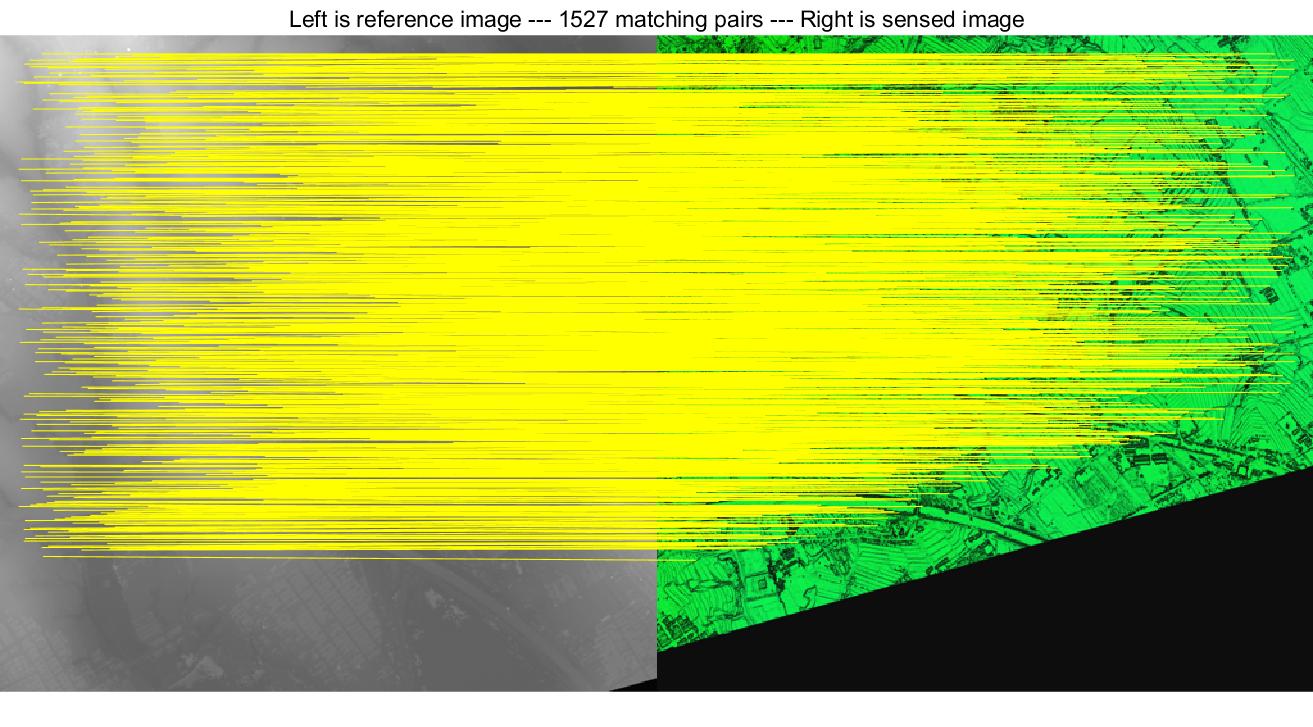 Left is reference image --- 1527 matching pairs --- Right is sensed image